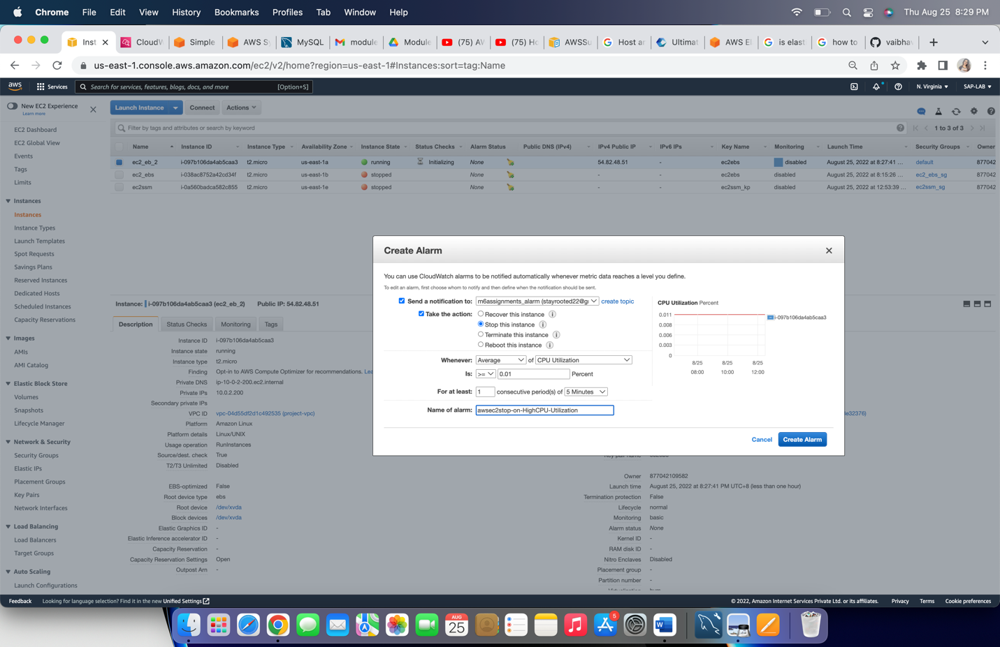 Chrome File Edit View History Bookmarks Profiles Tab Window Help Thu Aug 25 8:29 PM
Inst CloudW Simple AWS Sy MySQL module Module (75) AW (75) Ho AWSSu Host an Ultimat AWS El is elast how to vaibhav
us-east-1.console.aws.amazon.com/ec2/v2/home?region=us-east-1#Instances:sort=tag:Name
aws Services Search for services, features, blogs, docs, and more [Option+S] N. Virginia SAP-LAB
New EC2 Experience
Learn more
Launch Instance Connect Actions
Filter by tags and attributes or search by keyword 1 to 3 of 3
Name Instance ID Instance Type Availability Zone Instance State Status Checks Alarm Status Public DNS (IPv4) IPv4 Public IP IPv6 IPs Key Name Monitoring Launch Time Security Groups Owner
ec2_eb_2 i-097b106da4ab5caa3 t2.micro us-east-1a running Initializing None 54.82.48.51 - ec2ebs disabled August 25, 2022 at 8:27:41 ... default 877042
ec2_ebs i-038ac8752a42cd34f t2.micro us-east-1b stopped None - - ec2ebs disabled August 25, 2022 at 8:15:26 ... ec2_ebs_sg 877042
ec2ssm i-0a560badca582c855 t2.micro us-east-1e stopped None - - ec2ssm_kp disabled August 25, 2022 at 12:53:39 ... ec2ssm_sg 877042
EC2 Dashboard
EC2 Global View
Events
Tags
Limits
Instances
Instances
Instance Types
Launch Templates
Spot Requests
Savings Plans
Reserved Instances
Dedicated Hosts
Scheduled Instances
Capacity Reservations
Images
AMIs
AMI Catalog
Elastic Block Store
Volumes
Snapshots
Lifecycle Manager
Network & Security
Security Groups
Elastic IPs
Placement Groups
Key Pairs
Network Interfaces
Load Balancing
Load Balancers
Target Groups
Auto Scaling
Launch Configurations
Create Alarm
You can use CloudWatch alarms to be notified automatically whenever metric data reaches a level you define.
To edit an alarm, first choose whom to notify and then define when the notification should be sent.
Send a notification to: m6assignments_alarm (stayrooted22@g create topic
Take the action: Recover this instance
Stop this instance
Terminate this instance
Reboot this instance
Whenever: Average of CPU Utilization
Is: >= 0.01 Percent
For at least: 1 consecutive period(s) of 5 Minutes
Name of alarm: awsec2stop-on-HighCPU-Utilization
CPU Utilization Percent
0.011
0.008
0.006
0.003
0
i-097b106da4ab5caa3
8/25 8/25 8/25
08:00 10:00 12:00
Cancel Create Alarm
Instance: i-097b106da4ab5caa3 (ec2_eb_2) Public IP: 54.82.48.51
Description Status Checks Monitoring Tags
Instance ID i-097b106da4ab5caa3
Instance state running
Instance type t2.micro
Finding Opt-in to AWS Compute Optimizer for recommendations. Lea
Private DNS ip-10-0-2-200.ec2.internal
Private IPs 10.0.2.200
Secondary private IPs
VPC ID vpc-04d55df2d1c492535 (project-vpc)
Platform Amazon Linux
Platform details Linux/UNIX
Usage operation RunInstances
Source/dest. check True
T2/T3 Unlimited Disabled
EBS-optimized False
Root device type ebs
Root device /dev/xvda
Block devices /dev/xvda
Elastic Graphics ID -
Elastic Inference accelerator ID -
Capacity Reservation -
Capacity Reservation Settings Open
Outpost Arn -
e32376)
Owner 877042109582
Launch time August 25, 2022 at 8:27:41 PM UTC+8 (less than one hour)
Termination protection False
Lifecycle normal
Monitoring basic
Alarm status None
Kernel ID -
RAM disk ID -
Nitro Enclaves Disabled
Placement group -
Partition number -
Feedback Looking for language selection? Find it in the new Unified Settings © 2022, Amazon Internet Services Private Ltd. or its affiliates. Privacy Terms Cookie preferences
AUG
25
5
W